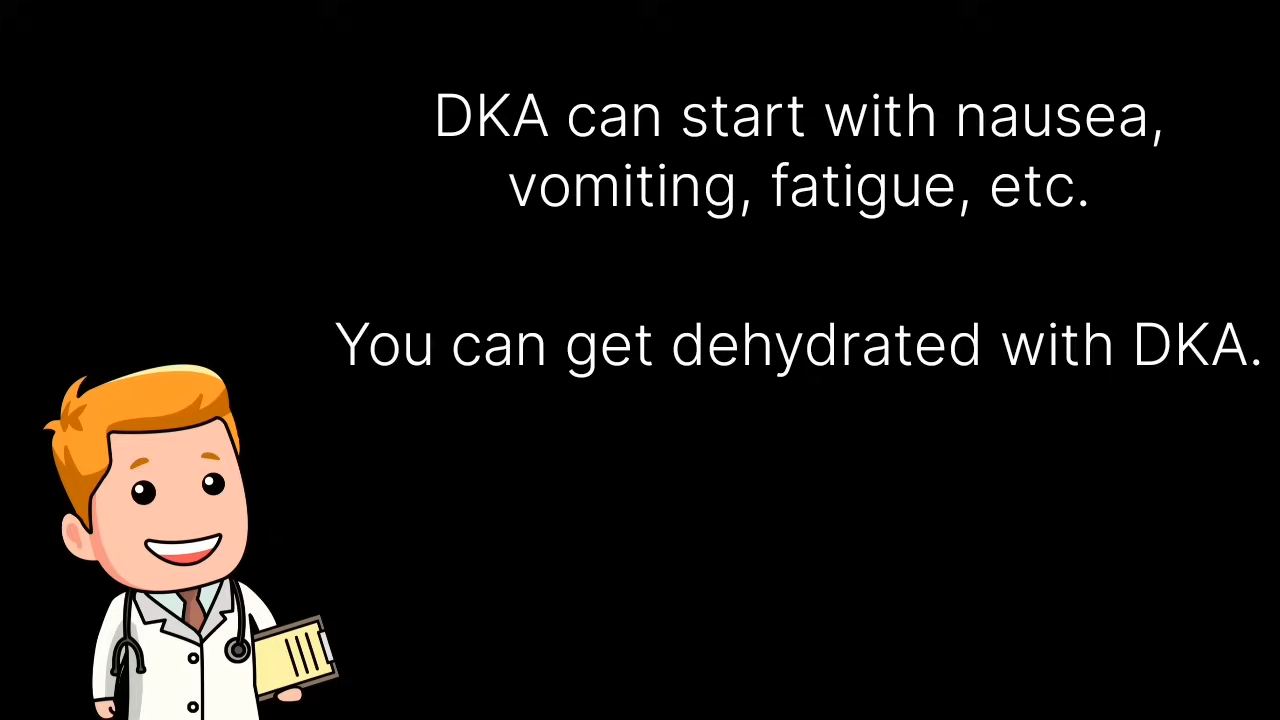 DKA can start with nausea,
vomiting, fatigue, etc.
You can get dehydrated with DKA.